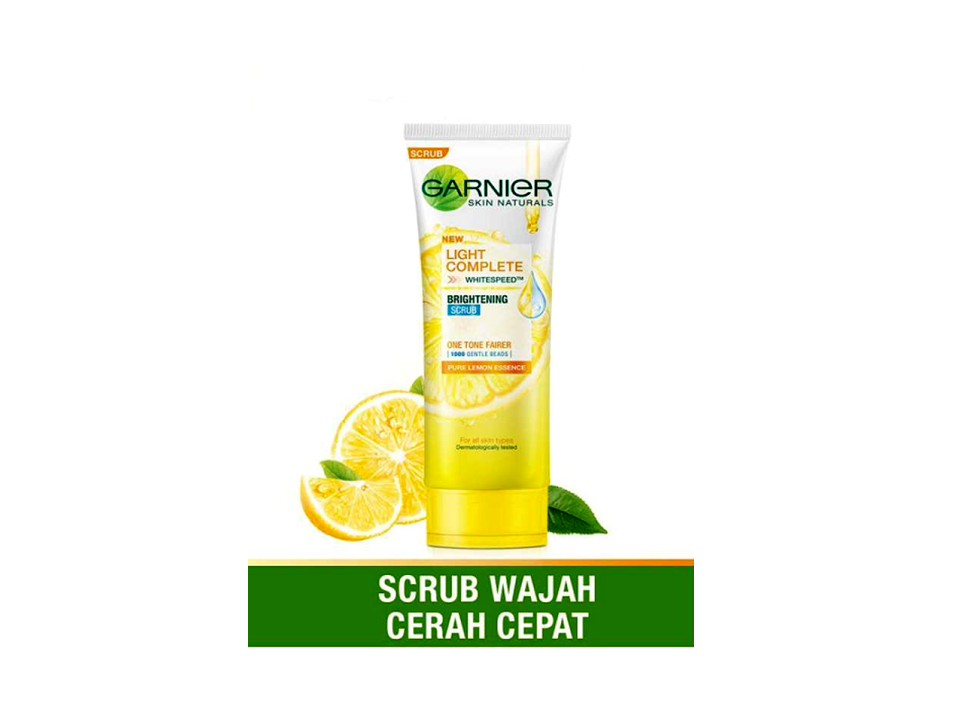 SCRUB
GARNIER
SKIN NATURALS
NEW
LIGHT
COMPLETE
WHITESPEED™
BRIGHTENING
SCRUB
ONE TONE FAIRER
| 1000 GENTLE BEADS |
PURE LEMON ESSENCE
For all skin types
Dermatologically tested
SCRUB WAJAH
CERAH CEPAT